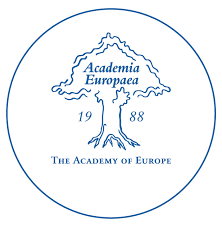 Academia
Europaea
19 88
THE ACADEMY OF EUROPE